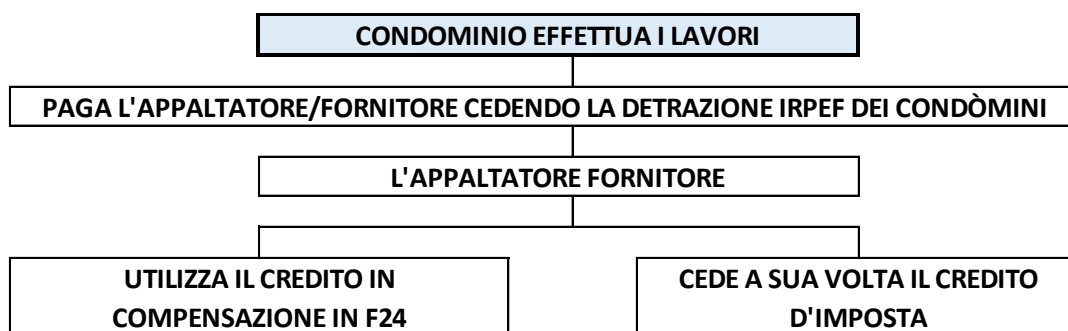 CONDOMINIO EFFETTUA I LAVORI
PAGA L'APPALTATORE/FORNITORE CEDENDO LA DETRAZIONE IRPEF DEI CONDÒMINI
L'APPALTATORE FORNITORE
UTILIZZA IL CREDITO IN
COMPENSAZIONE IN F24
CEDE A SUA VOLTA IL CREDITO
D'IMPOSTA